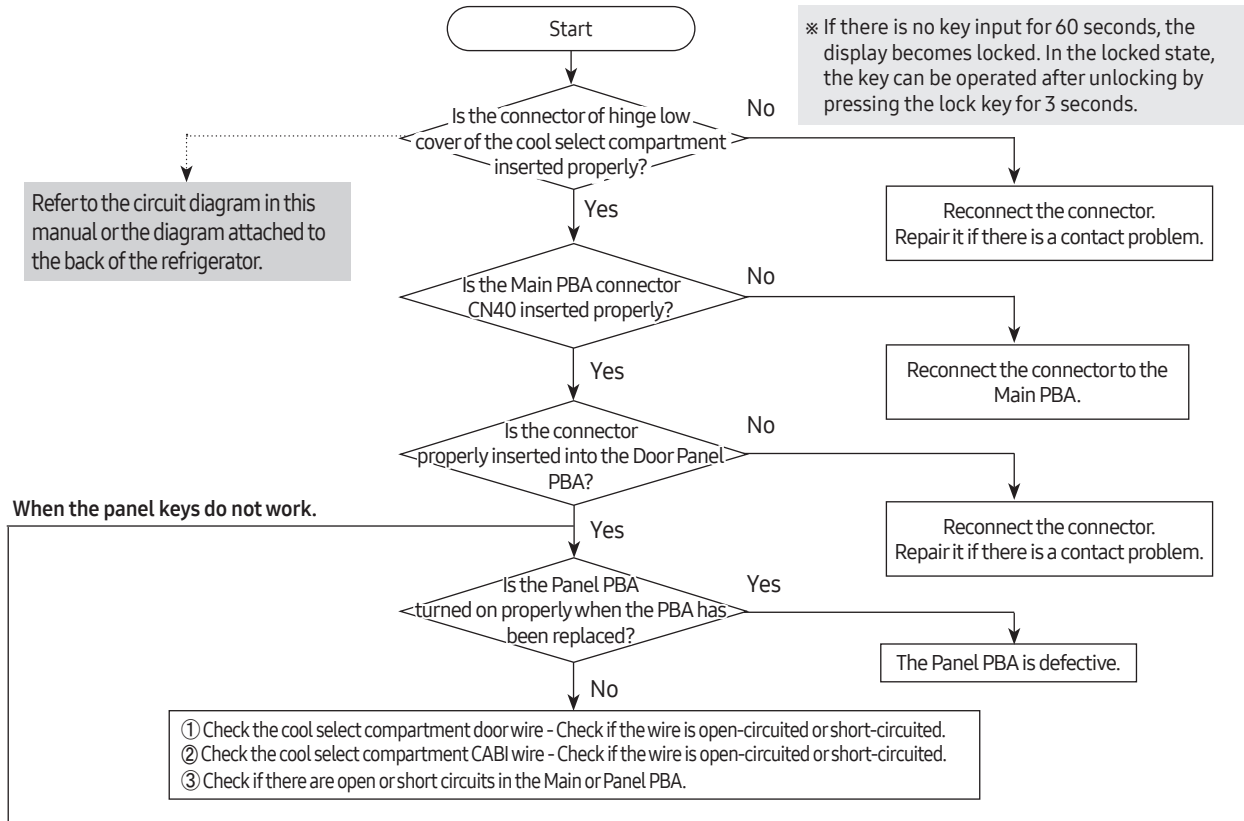 Start
※ If there is no key input for 60 seconds, the
display becomes locked. In the locked state,
the key can be operated after unlocking by
pressing the lock key for 3 seconds.
Is the connector of hinge low
cover of the cool select compartment
inserted properly?
No
Refer to the circuit diagram in this
manual or the diagram attached to
the back of the refrigerator.
Yes
Reconnect the connector.
Repair it if there is a contact problem.
Is the Main PBA connector
CN40 inserted properly?
No
Yes
Reconnect the connector to the
Main PBA.
Is the connector
properly inserted into the Door Panel
PBA?
No
When the panel keys do not work.
Yes
Reconnect the connector.
Repair it if there is a contact problem.
Is the Panel PBA
turned on properly when the PBA has
been replaced?
Yes
The Panel PBA is defective.
No
① Check the cool select compartment door wire - Check if the wire is open-circuited or short-circuited.
② Check the cool select compartment CABI wire - Check if the wire is open-circuited or short-circuited.
③ Check if there are open or short circuits in the Main or Panel PBA.